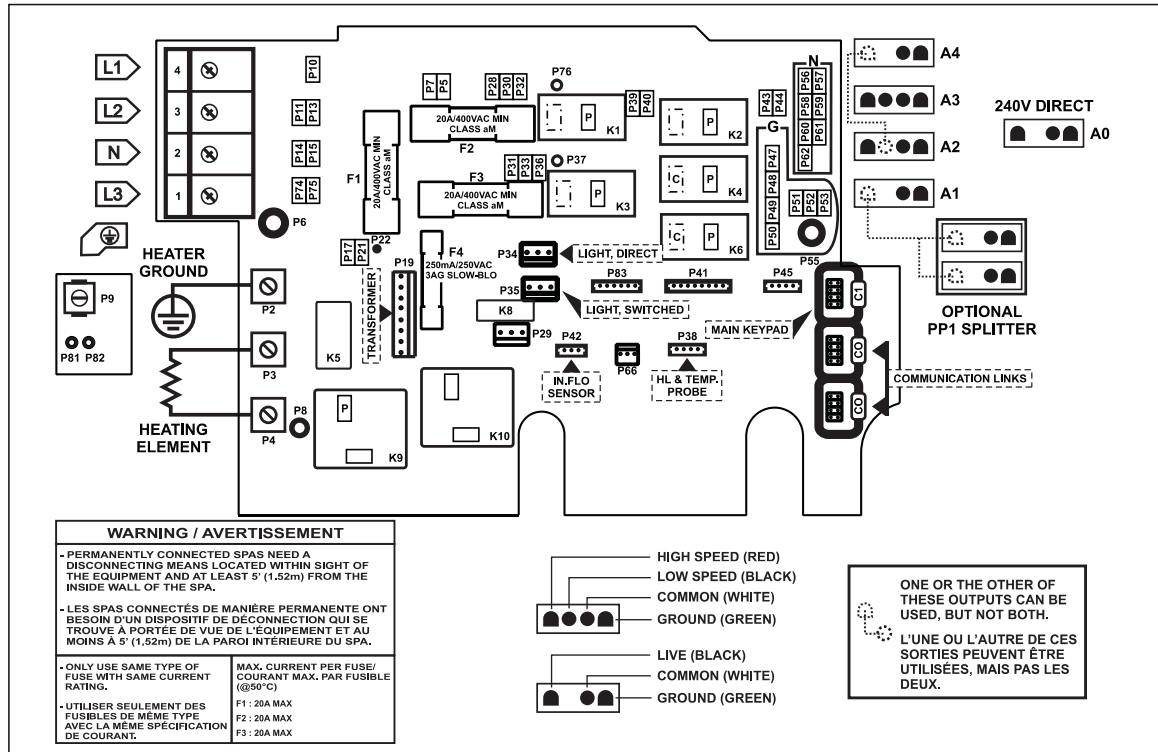 L1
L2
N
L3
4
3
2
1
P10
P11
P13
P14
P15
P74
P75
P6
P7
P5
P28
P30
P32
P76
20A/400VAC MIN
CLASS aM
F2
F1
20A/400VAC MIN
CLASS aM
P31
P33
P36
P37
F3
20A/400VAC MIN
CLASS aM
P
K1
P39
P40
P
K2
P
K3
C
P
K4
C
P
K6
P43
P44
G
P47
P48
P49
P50
N
P56
P57
P58
P59
P60
P61
P62
P51
P52
P53
P55
A4
A3
A2
A1
240V DIRECT
A0
OPTIONAL
PP1 SPLITTER
HEATER
GROUND
P9
P81
P82
P2
P3
P4
HEATING
ELEMENT
P8
P17
P21
P22
P19
TRANSFORMER
F4
250mA/250VAC
3AG SLOW-BLO
K5
P34
LIGHT, DIRECT
P35
LIGHT, SWITCHED
K8
P29
P83
P41
P45
MAIN KEYPAD
C1
CO
CO
COMMUNICATION LINKS
P42
IN.FLO
SENSOR
P66
P38
HL & TEMP.
PROBE
P
K9
K10
WARNING / AVERTISSEMENT
- PERMANENTLY CONNECTED SPAS NEED A
DISCONNECTING MEANS LOCATED WITHIN SIGHT OF
THE EQUIPMENT AND AT LEAST 5' (1.52m) FROM THE
INSIDE WALL OF THE SPA.
- LES SPAS CONNECTÉS DE MANIÈRE PERMANENTE ONT
BESOIN D'UN DISPOSITIF DE DÉCONNECTION QUI SE
TROUVE À PORTÉE DE VUE DE L'ÉQUIPEMENT ET AU
MOINS À 5' (1,52m) DE LA PAROI INTÉRIEURE DU SPA.
- ONLY USE SAME TYPE OF
FUSE WITH SAME CURRENT
RATING.
- UTILISER SEULEMENT DES
FUSIBLES DE MÊME TYPE
AVEC LA MÊME SPÉCIFICATION
DE COURANT.
MAX. CURRENT PER FUSE/
COURANT MAX. PAR FUSIBLE
(@50°C)
F1 : 20A MAX
F2 : 20A MAX
F3 : 20A MAX
HIGH SPEED (RED)
LOW SPEED (BLACK)
COMMON (WHITE)
GROUND (GREEN)
LIVE (BLACK)
COMMON (WHITE)
GROUND (GREEN)
ONE OR THE OTHER OF
THESE OUTPUTS CAN BE
USED, BUT NOT BOTH.
L'UNE OU L'AUTRE DE CES
SORTIES PEUVENT ÊTRE
UTILISÉES, MAIS PAS LES
DEUX.